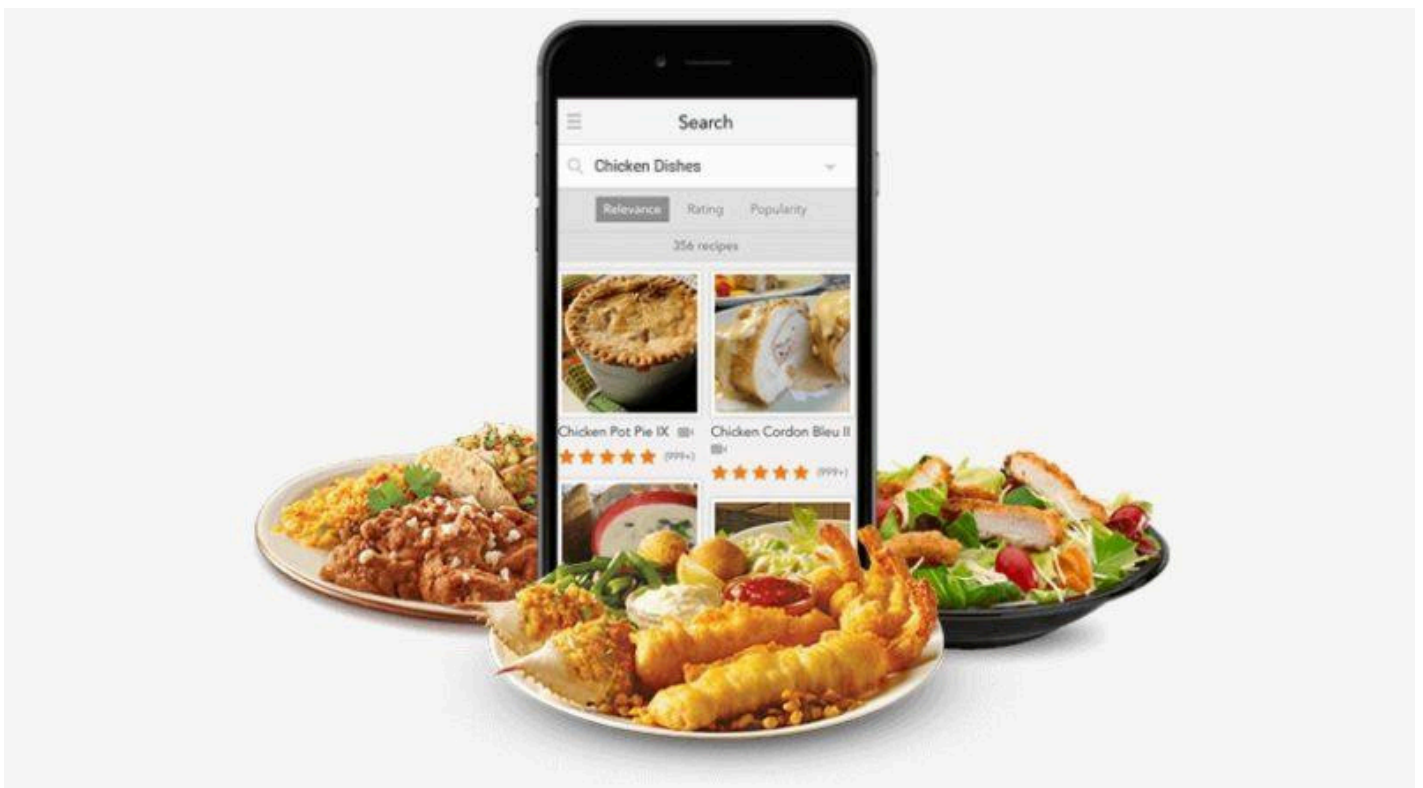 Search
Chicken Dishes
Relevance Rating Popularity
356 recipes
Chicken Pot Pie IX
(999+)
Chicken Cordon Bleu II
(999+)